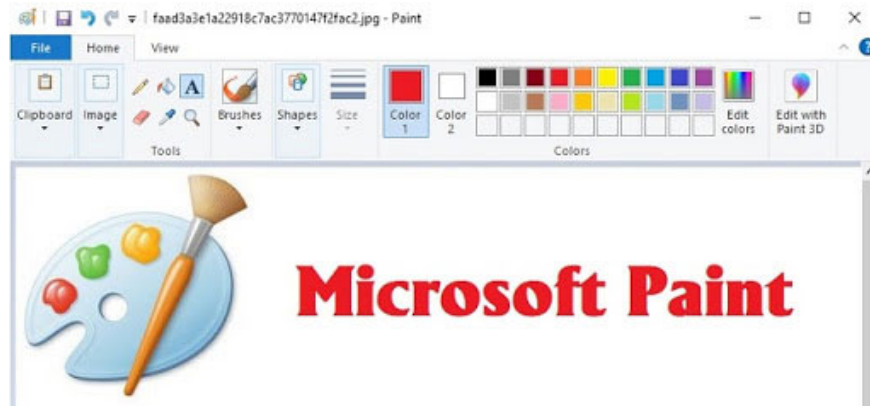 faad3a3e1a22918c7ac3770147f2fac2.jpg - Paint
File Home View
Clipboard Image A Brushes Shapes Size Color 1 Color 2 Edit colors Edit with Paint 3D
Tools Colors
Microsoft Paint